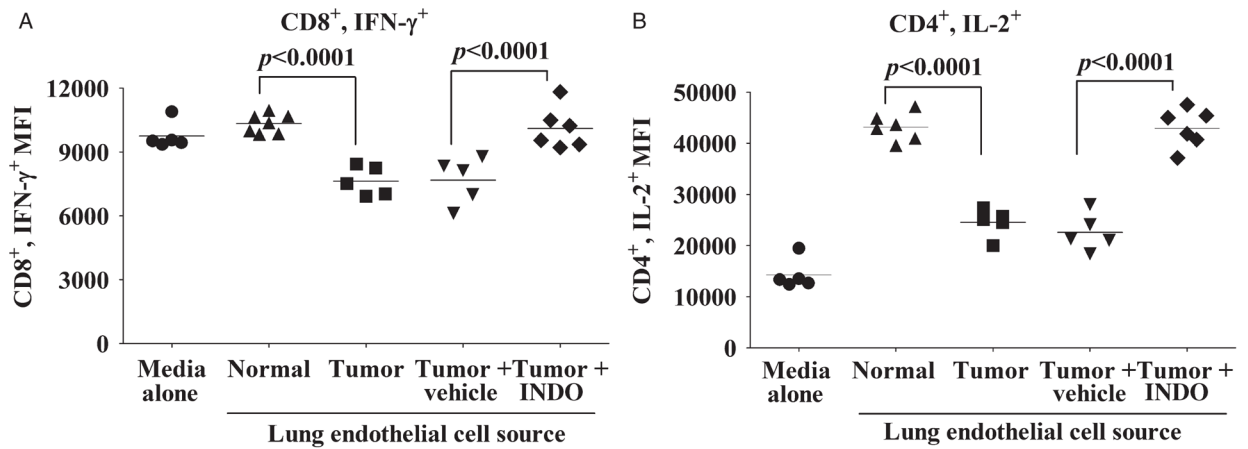 A
CD8⁺, IFN-γ⁺
p<0.0001
p<0.0001
CD8⁺, IFN-γ⁺ MFI
12000
9000
6000
3000
0
Media alone
Normal
Tumor
Tumor + vehicle
Tumor + INDO
Lung endothelial cell source
B
CD4⁺, IL-2⁺
p<0.0001
p<0.0001
CD4⁺, IL-2⁺ MFI
50000
40000
30000
20000
10000
0
Media alone
Normal
Tumor
Tumor + vehicle
Tumor + INDO
Lung endothelial cell source